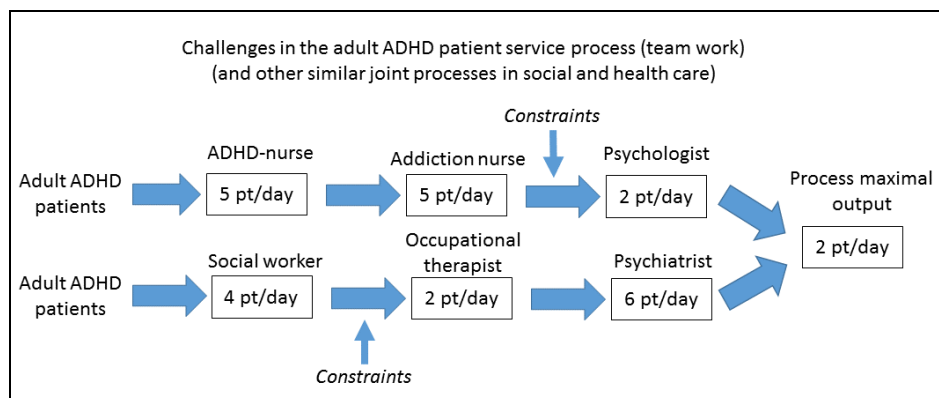 Challenges in the adult ADHD patient service process (team work)
(and other similar joint processes in social and health care)
Constraints
ADHD-nurse
Addiction nurse
Psychologist
Process maximal
output
Adult ADHD
patients
5 pt/day
5 pt/day
2 pt/day
2 pt/day
Social worker
Occupational
therapist
Psychiatrist
Adult ADHD
patients
4 pt/day
2 pt/day
6 pt/day
Constraints